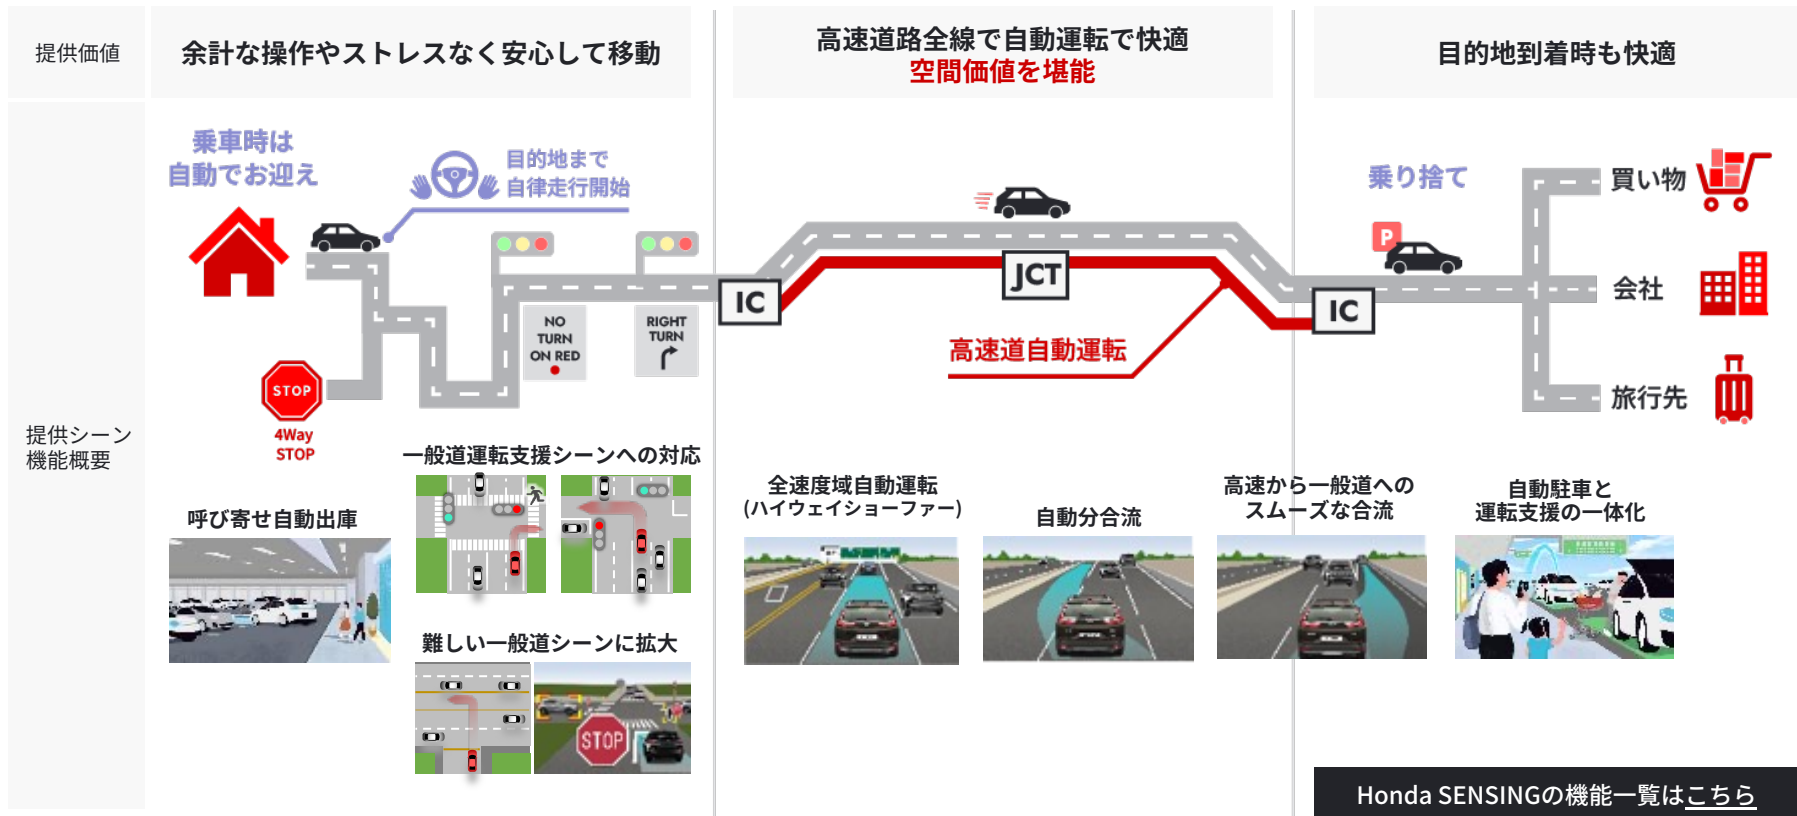 提供価値
余計な操作やストレスなく安心して移動
高速道路全線で自動運転で快適
空間価値を堪能
目的地到着時も快適
提供シーン
機能概要
乗車時は
自動でお迎え
目的地まで
自律走行開始
STOP
4Way
STOP
NO
TURN
ON RED
RIGHT
TURN
IC
JCT
高速道自動運転
IC
乗り捨て
P
買い物
会社
旅行先
呼び寄せ自動出庫
一般道運転支援シーンへの対応
難しい一般道シーンに拡大
STOP
全速度域自動運転
(ハイウェイショーファー)
自動分合流
高速から一般道への
スムーズな合流
自動駐車と
運転支援の一体化
Honda SENSINGの機能一覧はこちら